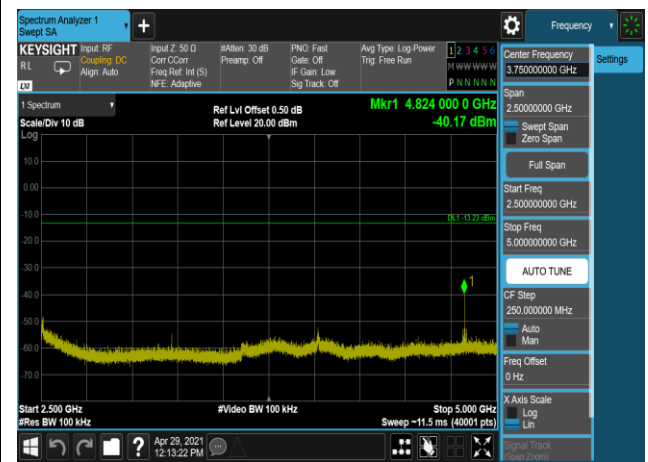 Spectrum Analyzer 1
Swept SA
+
Frequency
KEYSIGHT
RL
LXI
Input: RF
Coupling: DC
Align: Auto
Input Z: 50 Ω
Corr CCorr
Freq Ref: Int (S)
NFE: Adaptive
#Atten: 30 dB
Preamp: Off
PNO: Fast
Gate: Off
IF Gain: Low
Sig Track: Off
Avg Type: Log-Power
Trig: Free Run
1 2 3 4 5 6
M W W W W W
P N N N N N
Center Frequency
3.750000000 GHz
Settings
1 Spectrum
Scale/Div 10 dB
Log
Ref Lvl Offset 0.50 dB
Ref Level 20.00 dBm
Mkr1 4.824 000 0 GHz
-40.17 dBm
Span
2.50000000 GHz
Swept Span
Zero Span
Full Span
Start Freq
2.500000000 GHz
Stop Freq
5.000000000 GHz
AUTO TUNE
CF Step
250.000000 MHz
Auto
Man
Freq Offset
0 Hz
X Axis Scale
Log
Lin
Signal Track
(Span Zoom)
10.0
0.00
-10.0
DL1 -13.23 dBm
-20.0
-30.0
1
-40.0
-50.0
-60.0
-70.0
Start 2.500 GHz
#Res BW 100 kHz
#Video BW 100 kHz
Stop 5.000 GHz
Sweep ~11.5 ms (40001 pts)
?
Apr 29, 2021
12:13:22 PM